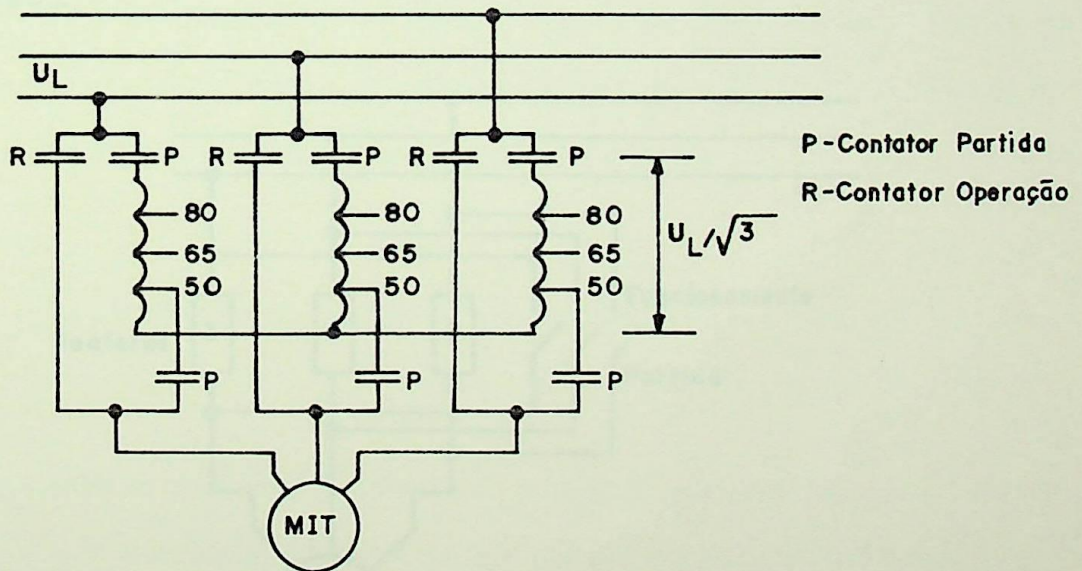 U_L
R P R P R P
P-Contator Partida
R-Contator Operação
80 80 80
65 65 65
50 50 50
U_L/√3
P P P
MIT